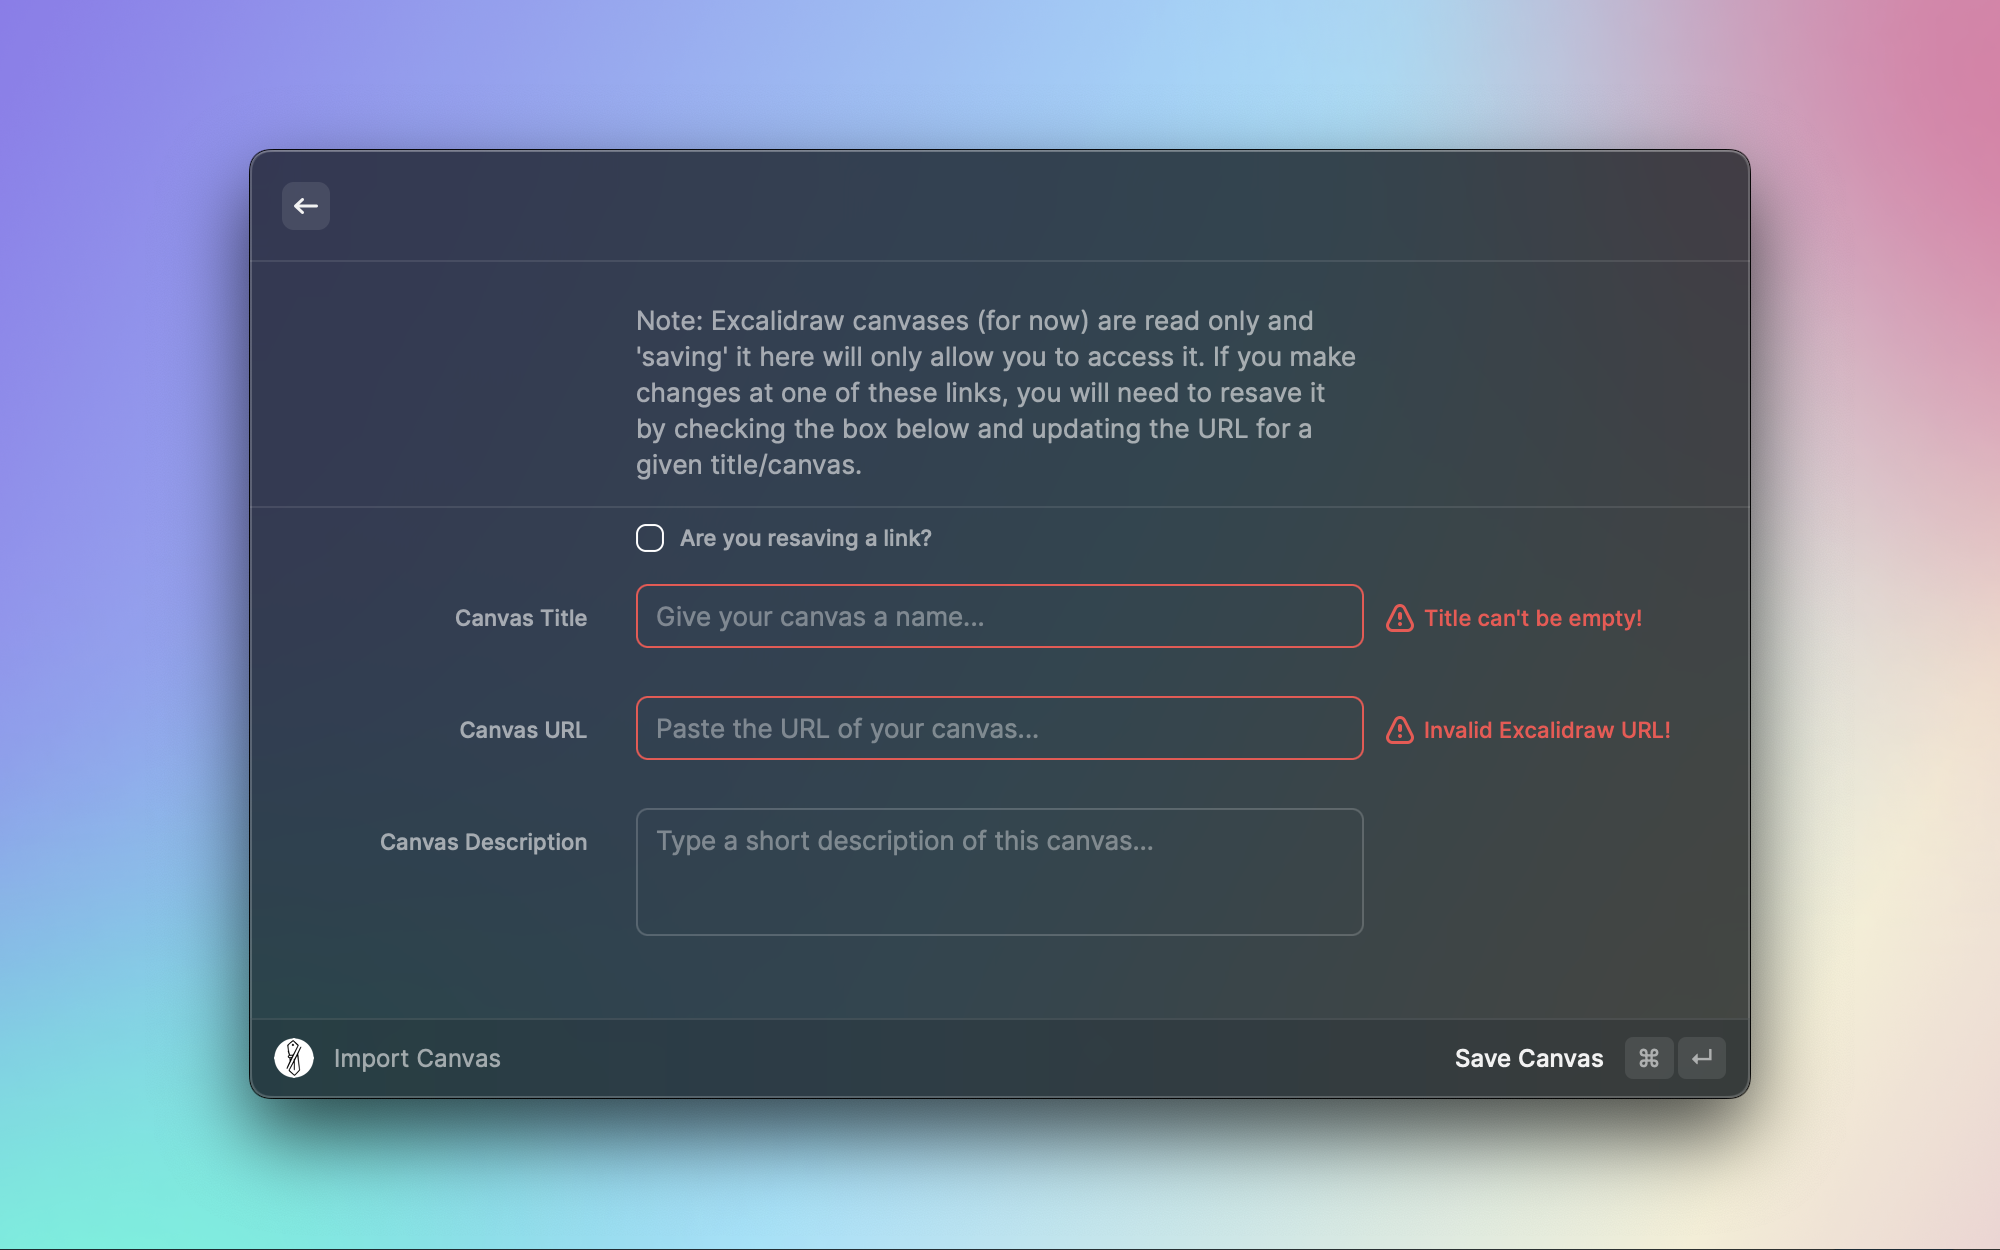 Note: Excalidraw canvases (for now) are read only and
'saving' it here will only allow you to access it. If you make
changes at one of these links, you will need to resave it
by checking the box below and updating the URL for a
given title/canvas.
Are you resaving a link?
Canvas Title
Give your canvas a name...
Title can't be empty!
Canvas URL
Paste the URL of your canvas...
Invalid Excalidraw URL!
Canvas Description
Type a short description of this canvas...
Import Canvas
Save Canvas ⌘ ↵